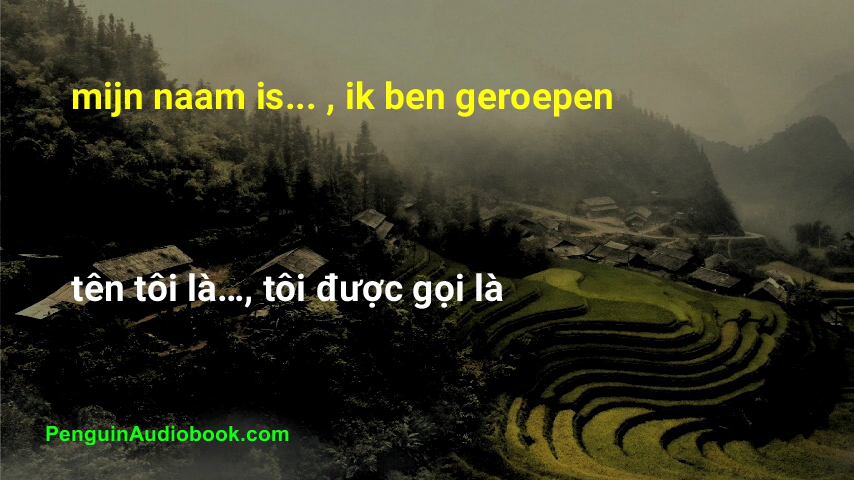 mijn naam is... , ik ben geroepen
tên tôi là..., tôi được gọi là
PenguinAudiobook.com